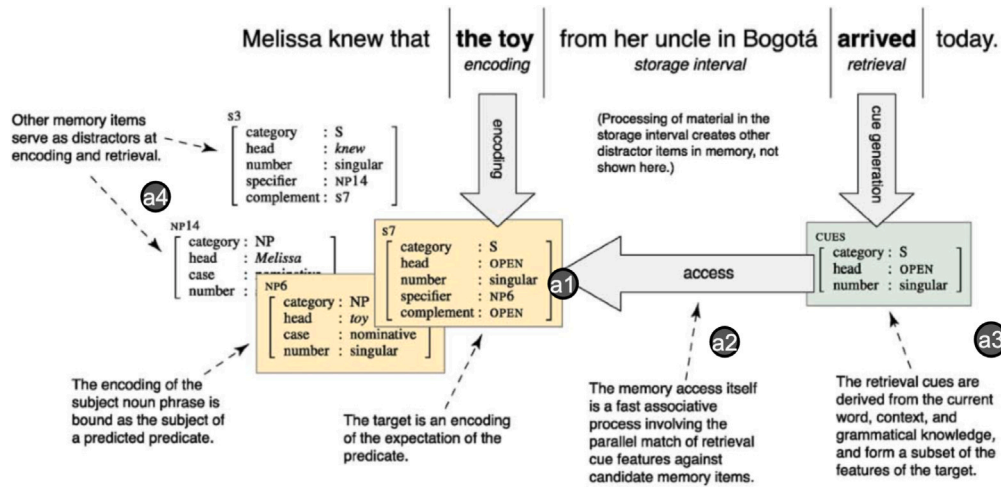 Melissa knew that the toy from her uncle in Bogotá arrived today.
encoding storage interval retrieval
Other memory items
serve as distractors at
encoding and retrieval.
a4
S3
category : S
head : knew
number : singular
specifier : NP14
complement : S7
encoding
(Processing of material in the
storage interval creates other
distractor items in memory, not
shown here.)
cue generation
NP14
category : NP
head : Melissa
case : nominative
number :
S7
category : S
head : OPEN
number : singular
specifier : NP6
complement : OPEN
a1
access
CUES
category : S
head : OPEN
number : singular
NP6
category : NP
head : toy
case : nominative
number : singular
a2
a3
The encoding of the
subject noun phrase is
bound as the subject of
a predicted predicate.
The target is an encoding
of the expectation of the
predicate.
The memory access itself
is a fast associative
process involving the
parallel match of retrieval
cue features against
candidate memory items.
The retrieval cues are
derived from the current
word, context, and
grammatical knowledge,
and form a subset of the
features of the target.